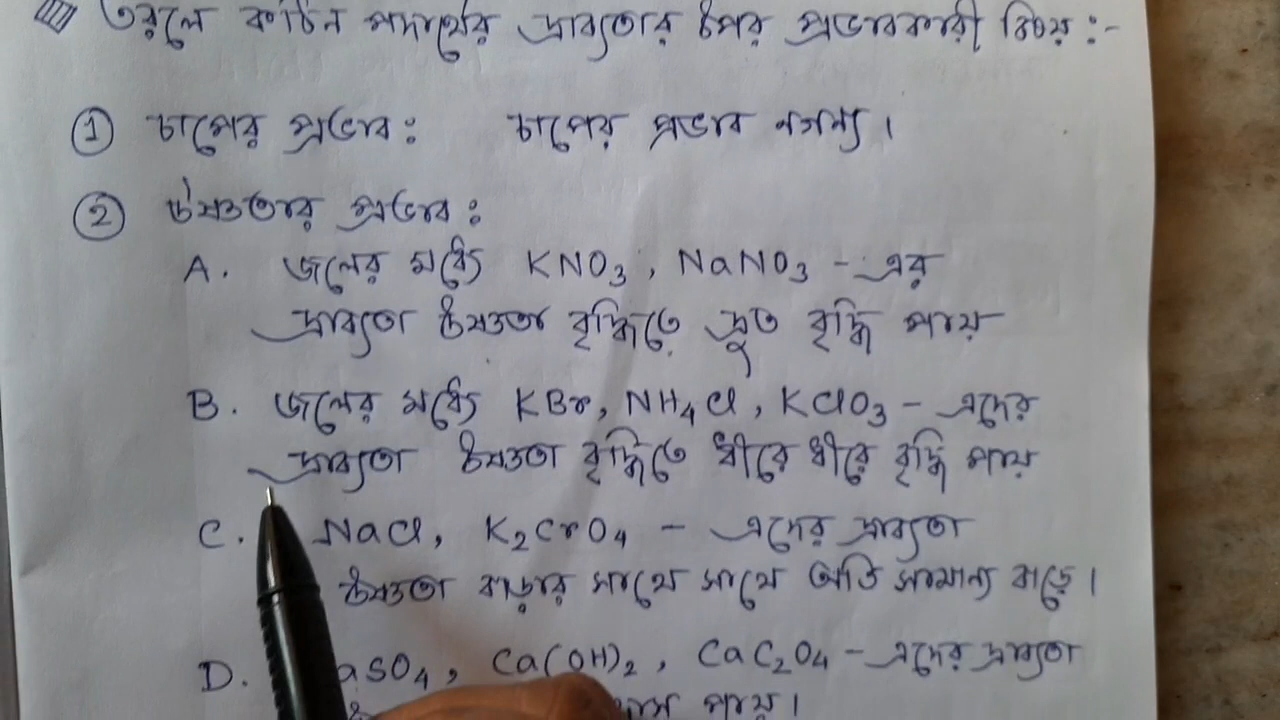 তরলে কঠিন পদার্থের দ্রাব্যতার উপর প্রভাবকারী বিষয় :-
① চাপের প্রভাব : চাপের প্রভাব নগন্য।
② উষ্ণতার প্রভাব :
A. জলের মধ্যে KNO₃, NaNO₃ - এর
দ্রাব্যতা উষ্ণতা বৃদ্ধিতে দ্রুত বৃদ্ধি পায়
B. জলের মধ্যে KBr, NH₄Cl, KClO₃ - এদের
দ্রাব্যতা উষ্ণতা বৃদ্ধিতে ধীরে ধীরে বৃদ্ধি পায়
C. NaCl, K₂CrO₄ - এদের দ্রাব্যতা
উষ্ণতা বাড়ার সাথে সাথে অতি সামান্য বাড়ে।
D. aSO₄, Ca(OH)₂, CaC₂O₄ - এদের দ্রাব্যতা
পায়।